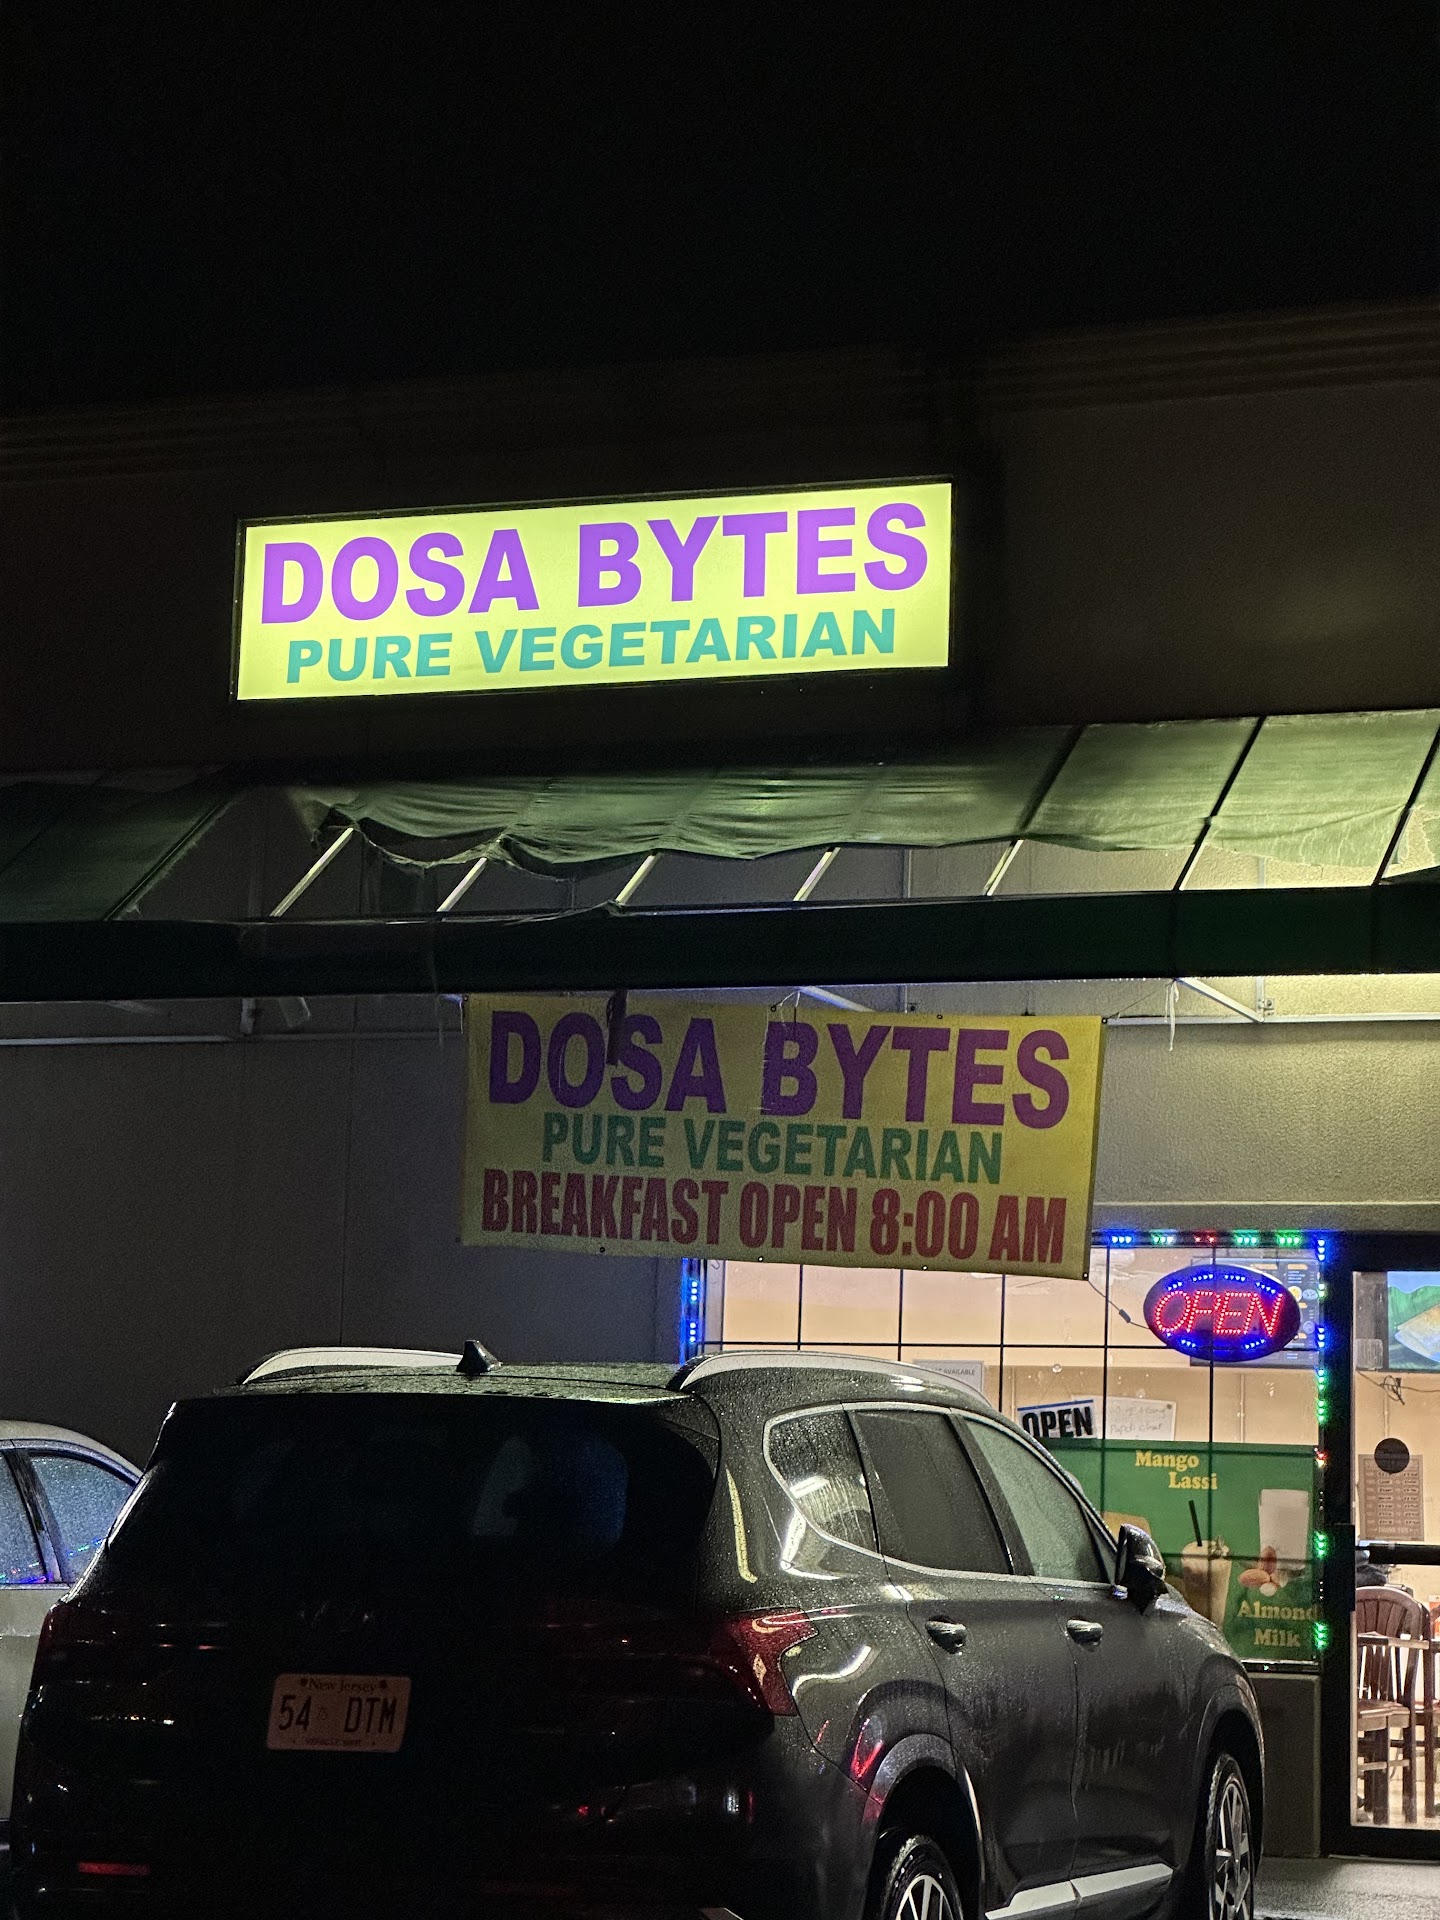 DOSA BYTES
PURE VEGETARIAN
DOSA BYTES
PURE VEGETARIAN
BREAKFAST OPEN 8:00 AM
OPEN
AVAILABLE
OPEN
Mango
Lassi
Almond
Milk
New Jersey
54 DTM